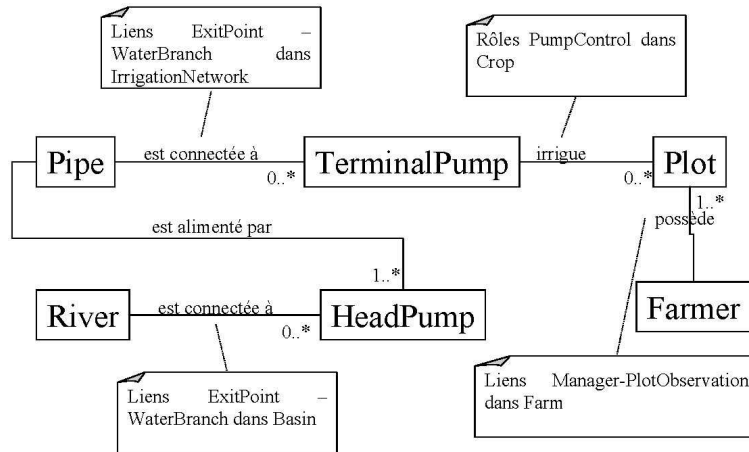 Liens ExitPoint –
WaterBranch dans
IrrigationNetwork
Rôles PumpControl dans
Crop
Pipe
est connectée à
0..*
TerminalPump
irrigue
0..*
Plot
1..*
possède
est alimenté par
1..*
River
est connectée à
0..*
HeadPump
Farmer
Liens ExitPoint –
WaterBranch dans Basin
Liens Manager-PlotObservation
dans Farm